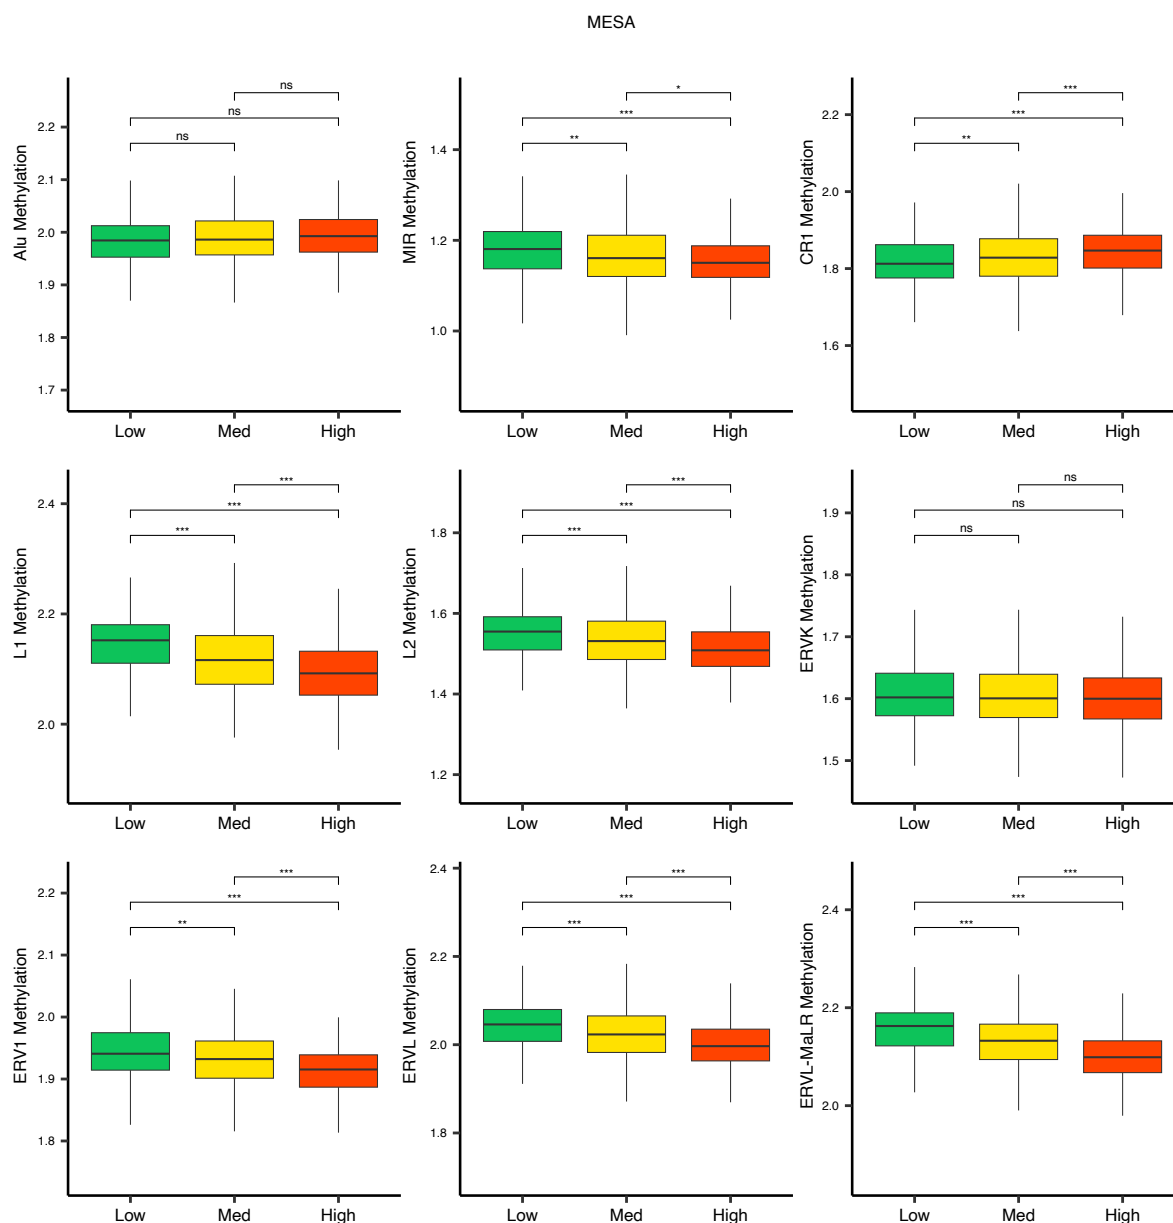 MESA
Alu Methylation
2.2
2.1
2.0
1.9
1.8
1.7
ns
ns
ns
Low Med High
MIR Methylation
1.4
1.2
1.0
*
***
**
Low Med High
CR1 Methylation
2.2
2.0
1.8
1.6
***
***
**
Low Med High
L1 Methylation
2.4
2.2
2.0
***
***
***
Low Med High
L2 Methylation
1.8
1.6
1.4
1.2
***
***
***
Low Med High
ERVK Methylation
1.9
1.8
1.7
1.6
1.5
ns
ns
ns
Low Med High
ERV1 Methylation
2.2
2.1
2.0
1.9
1.8
***
***
**
Low Med High
ERVL Methylation
2.4
2.2
2.0
1.8
***
***
***
Low Med High
ERVL-MaLR Methylation
2.4
2.2
2.0
***
***
***
Low Med High